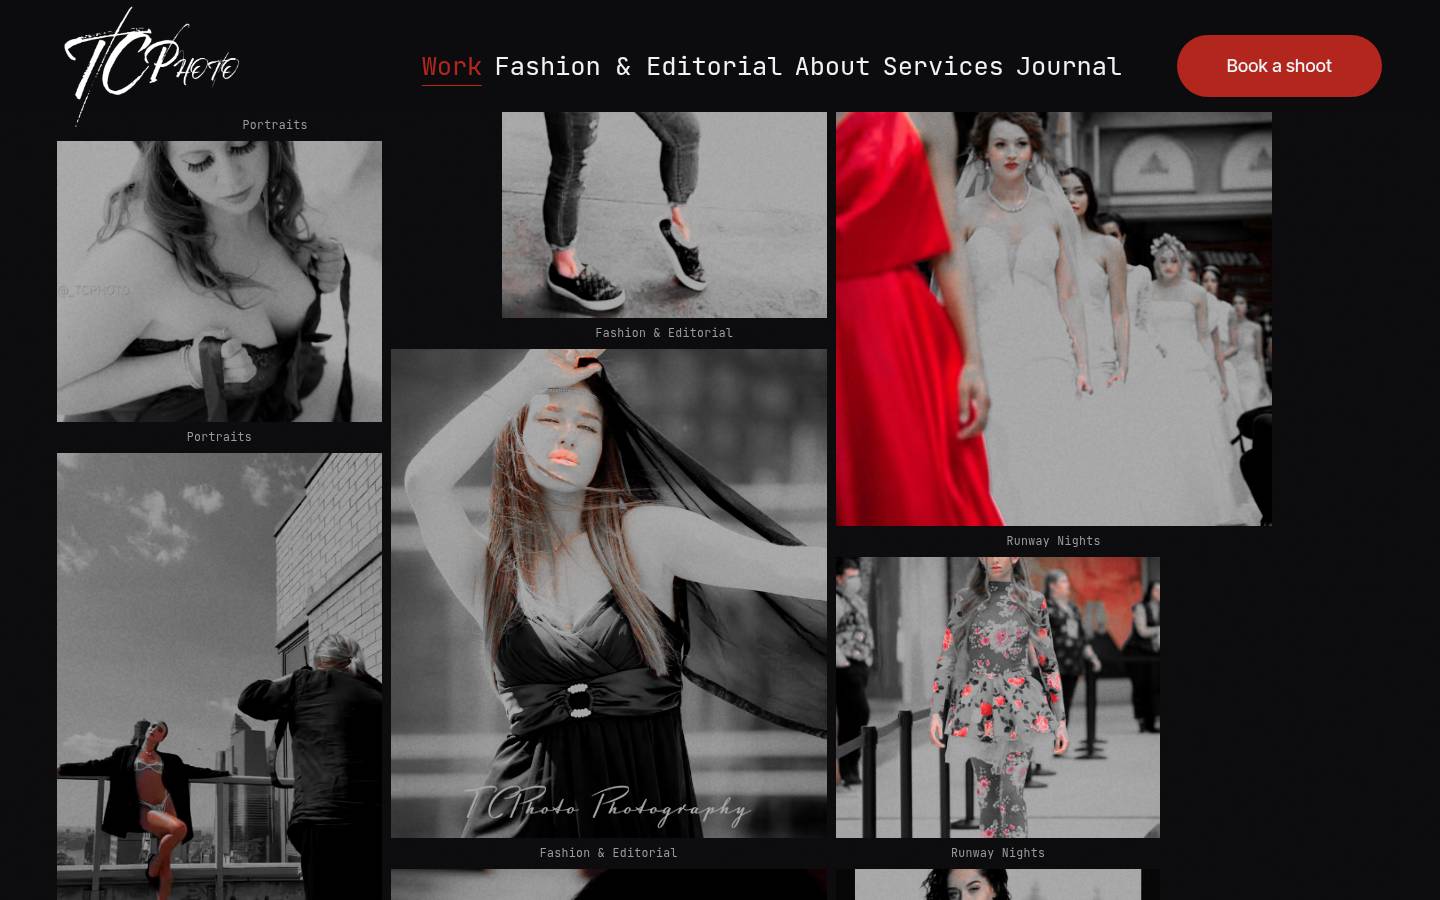 TCPHOTO
Work Fashion & Editorial About Services Journal
Book a shoot
Portraits
@_TCPHOTO
Portraits
Fashion & Editorial
TCPhoto Photography
Fashion & Editorial
Runway Nights
Runway Nights